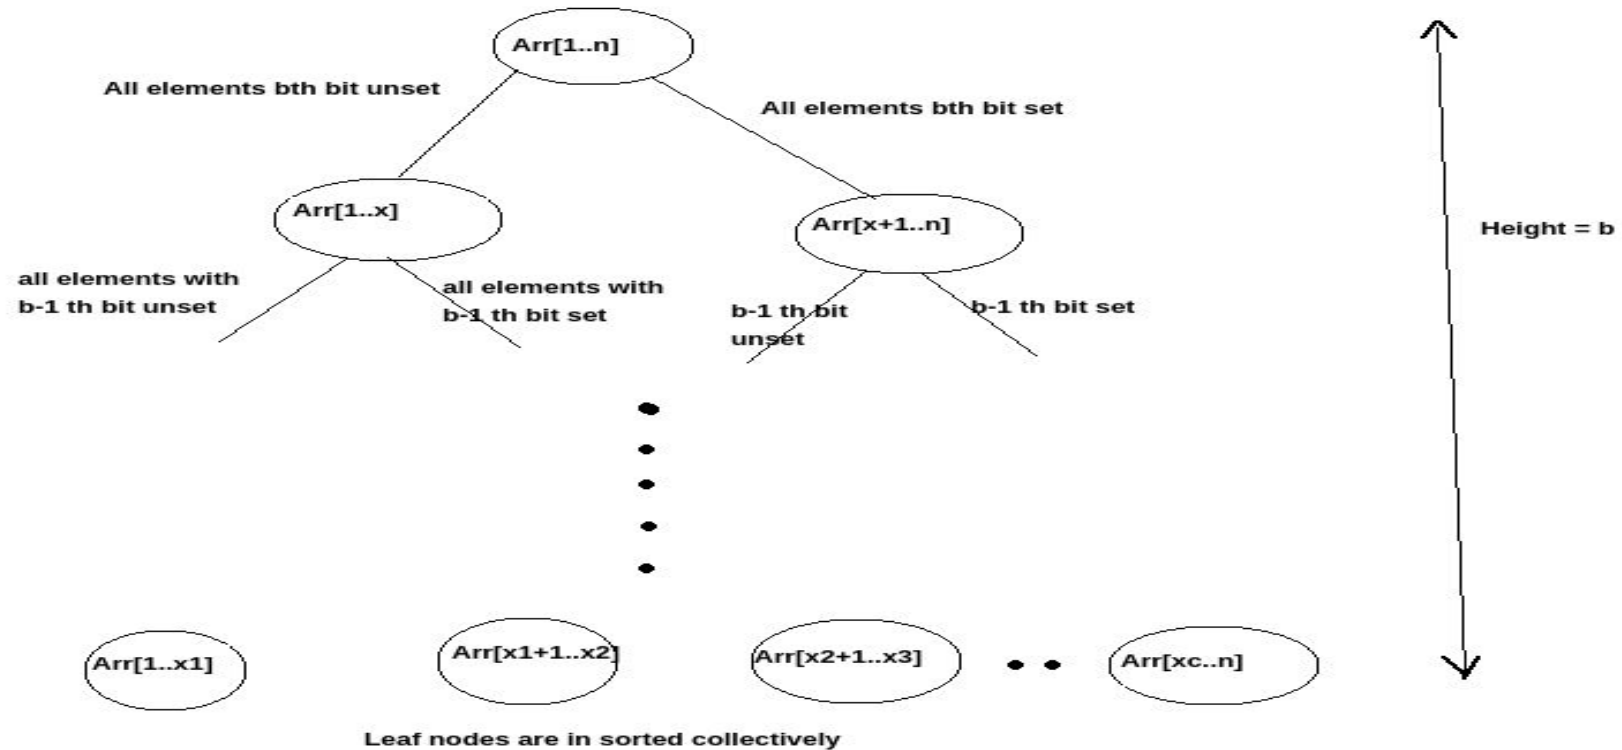 Arr[1..n]
All elements bth bit unset
All elements bth bit set
Arr[1..x]
Arr[x+1..n]
Height = b
all elements with
b-1 th bit unset
all elements with
b-1 th bit set
b-1 th bit
unset
b-1 th bit set
Arr[1..x1]
Arr[x1+1..x2]
Arr[x2+1..x3]
Arr[xc..n]
Leaf nodes are in sorted collectively